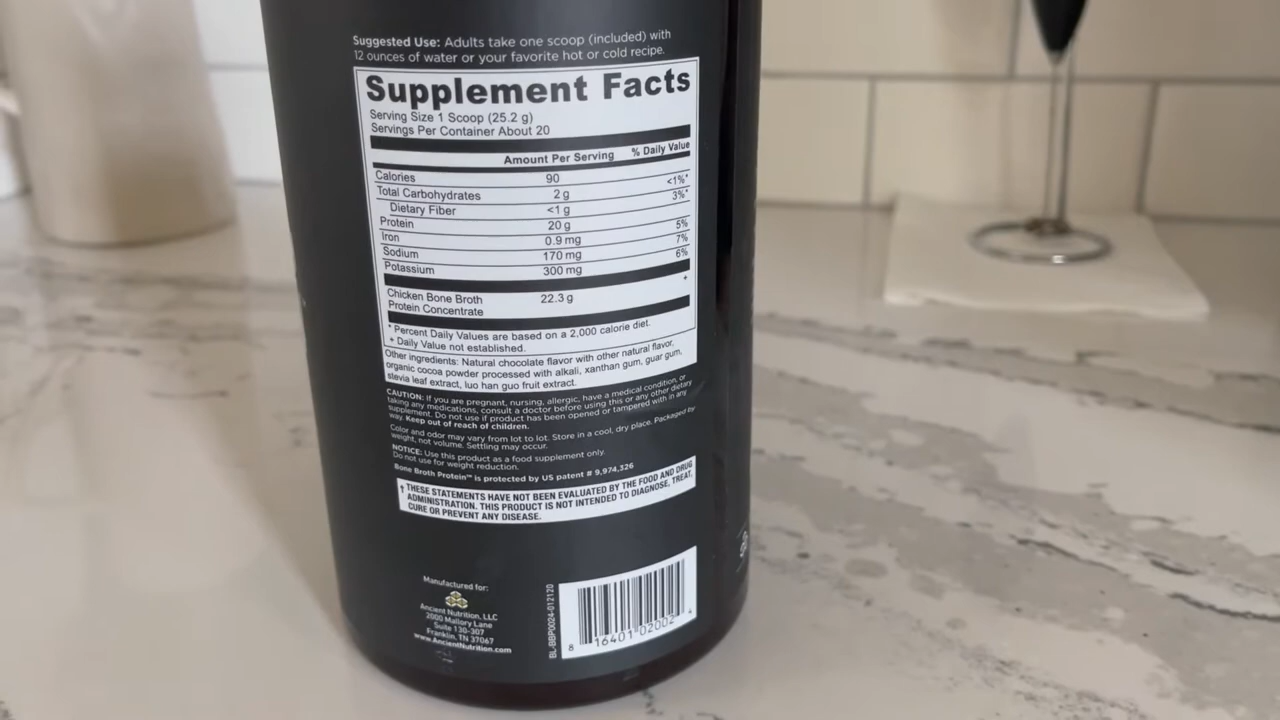 Suggested Use: Adults take one scoop (included) with
12 ounces of water or your favorite hot or cold recipe.
Supplement Facts
Serving Size 1 Scoop (25.2 g)
Servings Per Container About 20
Amount Per Serving % Daily Value
Calories 90
Total Carbohydrates 2 g <1%*
Dietary Fiber <1 g 3%*
Protein 20 g
Iron 0.9 mg 5%
Sodium 170 mg 7%
Potassium 300 mg 6%
Chicken Bone Broth 22.3 g +
Protein Concentrate
* Percent Daily Values are based on a 2,000 calorie diet.
+ Daily Value not established.
Other ingredients: Natural chocolate flavor with other natural flavor,
organic cocoa powder processed with alkali, xanthan gum, guar gum,
stevia leaf extract, luo han guo fruit extract.
CAUTION: If you are pregnant, nursing, allergic, have a medical condition, or
taking any medications, consult a doctor before using this or any other dietary
supplement. Do not use if product has been opened or tampered with in any
way. Keep out of reach of children.
Color and odor may vary from lot to lot. Store in a cool, dry place. Packaged by
weight, not volume. Settling may occur.
NOTICE: Use this product as a food supplement only.
Do not use for weight reduction.
Bone Broth Protein™ is protected by US patent # 9,974,326
† THESE STATEMENTS HAVE NOT BEEN EVALUATED BY THE FOOD AND DRUG
ADMINISTRATION. THIS PRODUCT IS NOT INTENDED TO DIAGNOSE, TREAT,
CURE OR PREVENT ANY DISEASE.
Manufactured for:
Ancient Nutrition, LLC
2000 Mallory Lane
Suite 130-307
Franklin, TN 37067
www.AncientNutrition.com
BL-BBP0024-012120
8 16401 02002 4